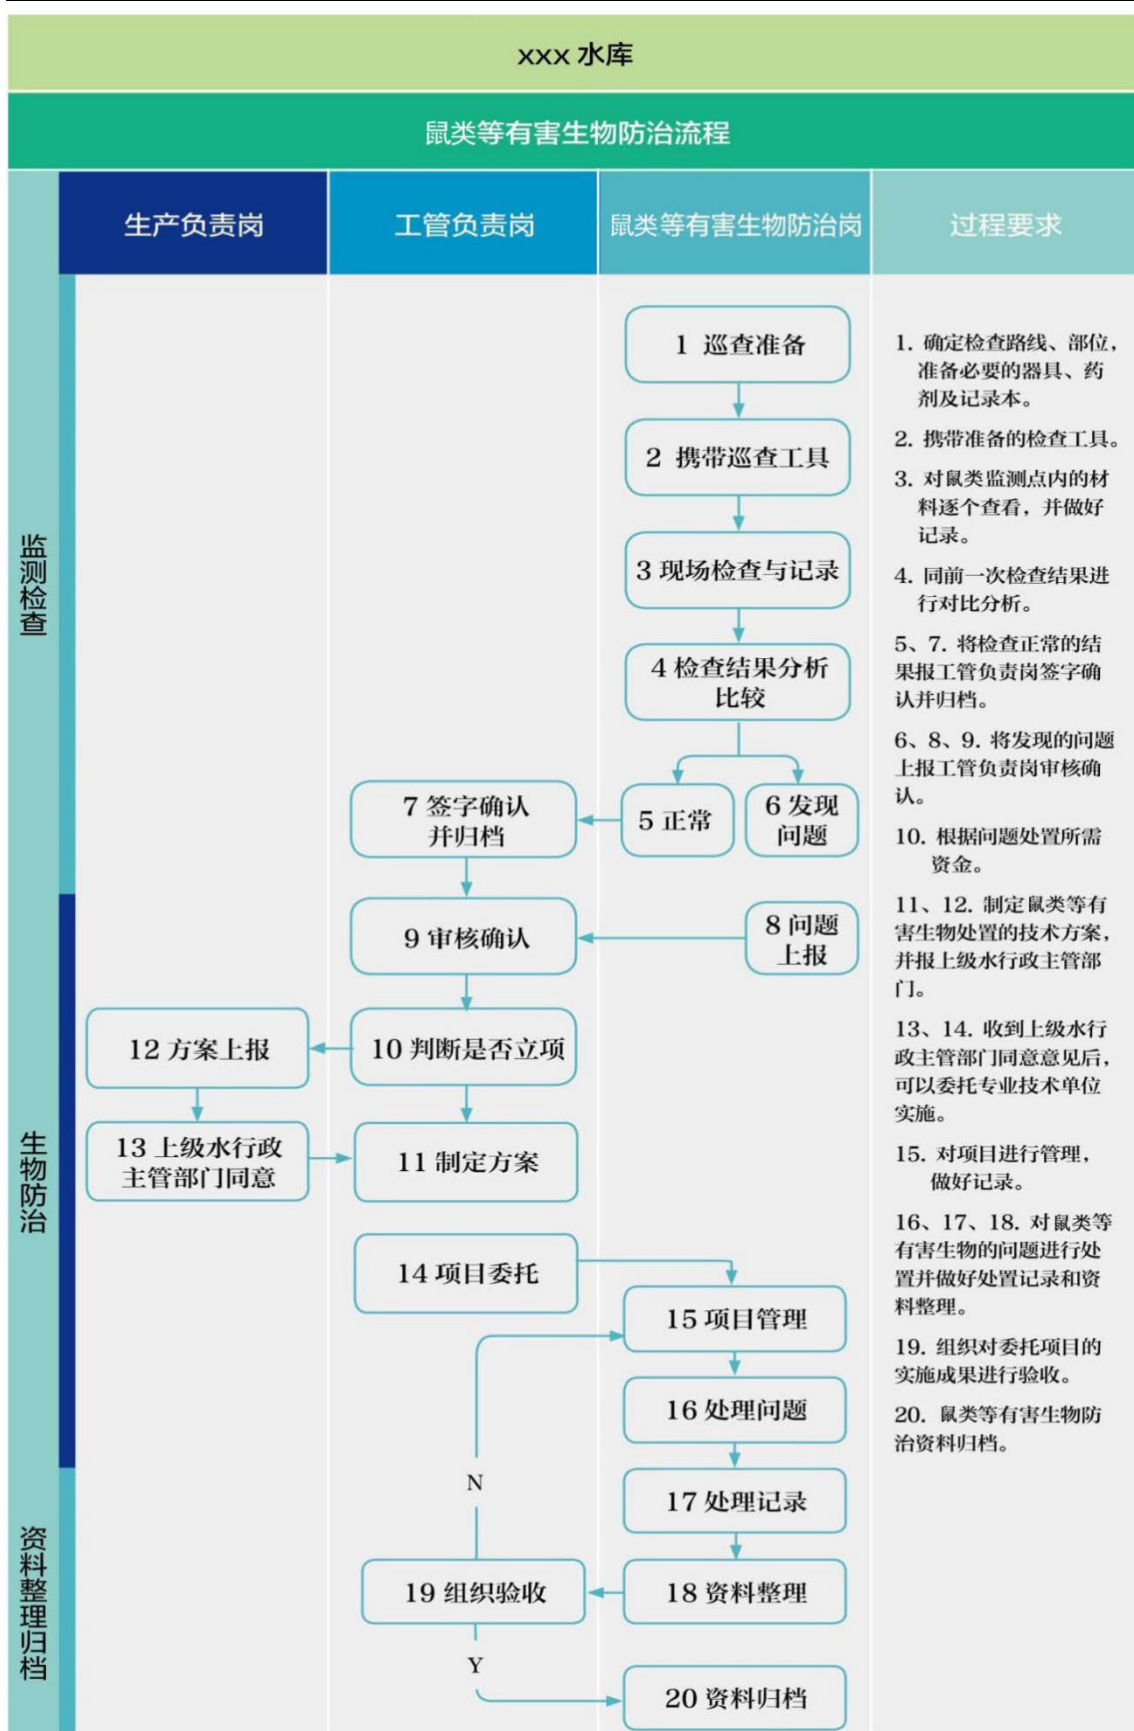 xxx 水库
鼠类等有害生物防治流程
生产负责岗
工管负责岗
鼠类等有害生物防治岗
过程要求
监测检查
1 巡查准备
2 携带巡查工具
3 现场检查与记录
4 检查结果分析
比较
5 正常
6 发现
问题
7 签字确认
并归档
生物防治
8 问题
上报
9 审核确认
10 判断是否立项
12 方案上报
13 上级水行政
主管部门同意
11 制定方案
14 项目委托
15 项目管理
16 处理问题
N
17 处理记录
资料整理归档
18 资料整理
19 组织验收
Y
20 资料归档
1. 确定检查路线、部位，
准备必要的器具、药
剂及记录本。
2. 携带准备的检查工具。
3. 对鼠类监测点内的材
料逐个查看，并做好
记录。
4. 同前一次检查结果进
行对比分析。
5、7. 将检查正常的结
果报工管负责岗签字确
认并归档。
6、8、9. 将发现的问题
上报工管负责岗审核确
认。
10. 根据问题处置所需
资金。
11、12. 制定鼠类等有
害生物处置的技术方案，
并报上级水行政主管部
门。
13、14. 收到上级水行
政主管部门同意意见后，
可以委托专业技术单位
实施。
15. 对项目进行管理，
做好记录。
16、17、18. 对鼠类等
有害生物的问题进行处
置并做好处置记录和资
料整理。
19. 组织对委托项目的
实施成果进行验收。
20. 鼠类等有害生物防
治资料归档。